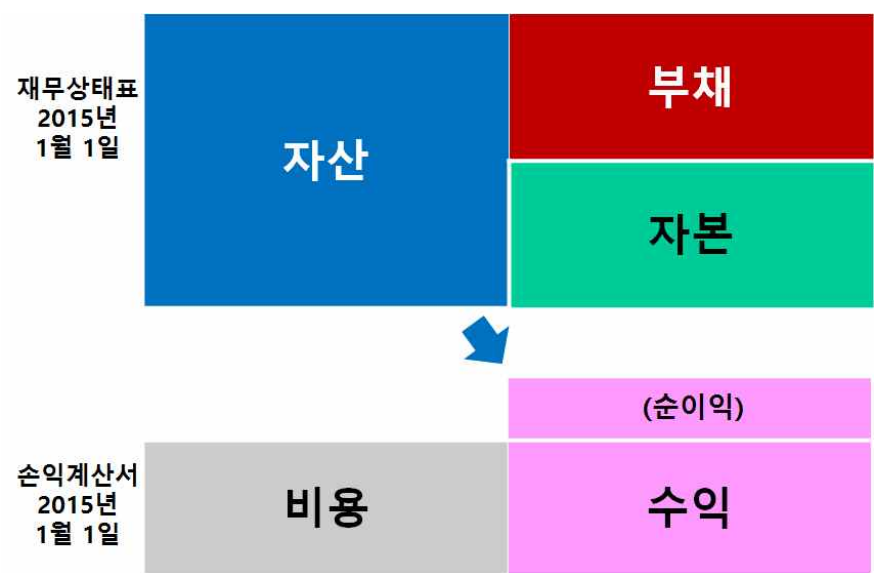 재무상태표
2015년
1월 1일
자산
부채
자본
(순이익)
손익계산서
2015년
1월 1일
비용
수익